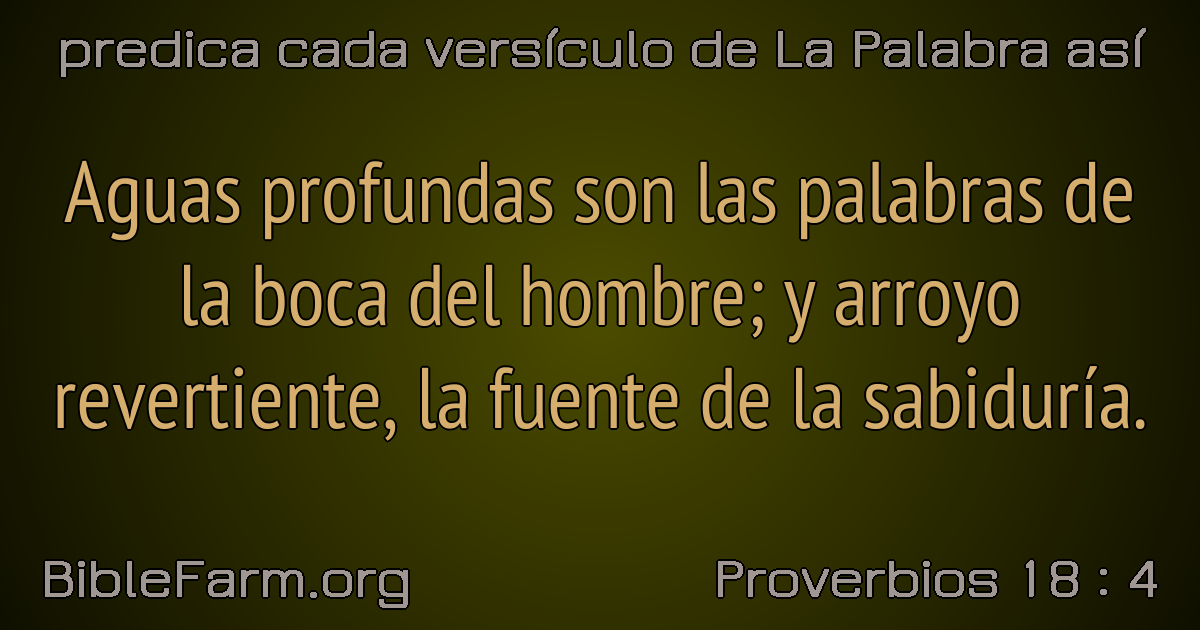 predica cada versículo de La Palabra así
Aguas profundas son las palabras de
la boca del hombre; y arroyo
revertiente, la fuente de la sabiduría.
BibleFarm.org
Proverbios 18 : 4